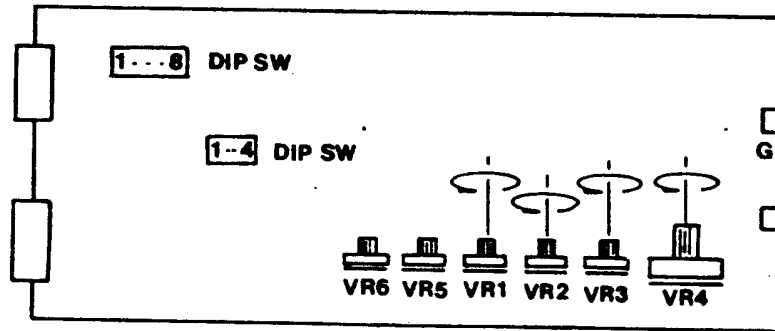 1...8 DIP SW
1--4 DIP SW
G
VR6 VR5 VR1 VR2 VR3 VR4